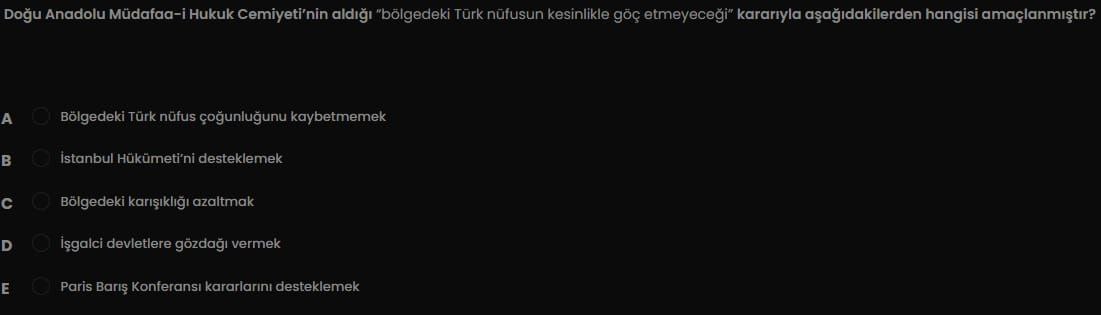 Doğu Anadolu Müdafaa-i Hukuk Cemiyeti’nin aldığı “bölgedeki Türk nüfusun kesinlikle göç etmeyeceği” kararıyla aşağıdakilerden hangisi amaçlanmıştır?
A Bölgedeki Türk nüfus çoğunluğunu kaybetmemek
B İstanbul Hükümeti’ni desteklemek
C Bölgedeki karışıklığı azaltmak
D İşgalci devletlere gözdağı vermek
E Paris Barış Konferansı kararlarını desteklemek